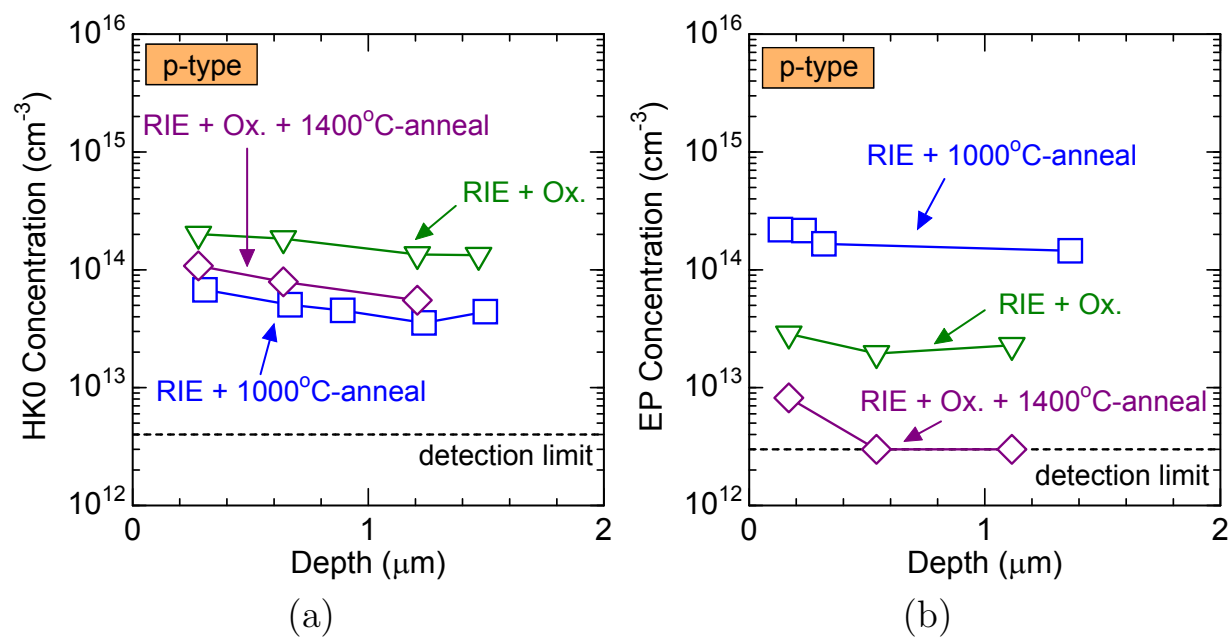 10^16
10^15
10^14
10^13
10^12
HK0 Concentration (cm^-3)
p-type
RIE + Ox. + 1400°C-anneal
RIE + Ox.
RIE + 1000°C-anneal
detection limit
0
1
2
Depth (μm)
(a)
10^16
10^15
10^14
10^13
10^12
EP Concentration (cm^-3)
p-type
RIE + 1000°C-anneal
RIE + Ox.
RIE + Ox. + 1400°C-anneal
detection limit
0
1
2
Depth (μm)
(b)